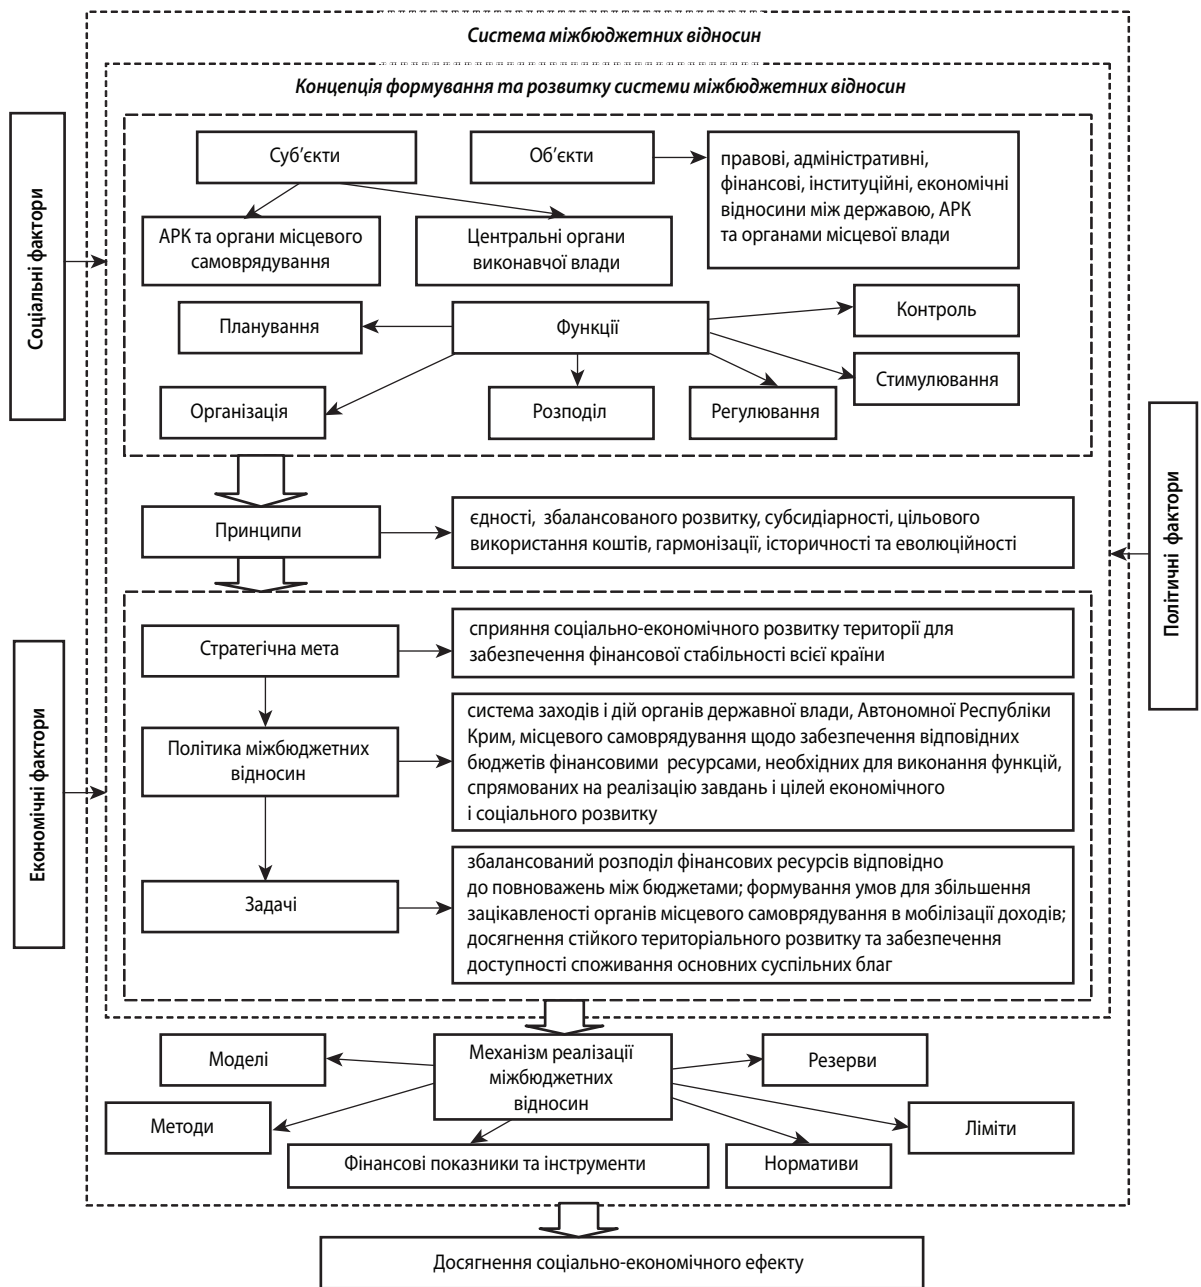 Система міжбюджетних відносин
Концепція формування та розвитку системи міжбюджетних відносин
Соціальні фактори
Суб’єкти
Об’єкти
правові, адміністративні,
фінансові, інституційні, економічні
відносини між державою, АРК
та органами місцевої влади
АРК та органи місцевого
самоврядування
Центральні органи
виконавчої влади
Планування
Функції
Контроль
Стимулювання
Організація
Розподіл
Регулювання
Політичні фактори
Принципи
єдності, збалансованого розвитку, субсидіарності, цільового
використання коштів, гармонізації, історичності та еволюційності
Економічні фактори
Стратегічна мета
сприяння соціально-економічного розвитку території для
забезпечення фінансової стабільності всієї країни
Політика міжбюджетних
відносин
система заходів і дій органів державної влади, Автономної Республіки
Крим, місцевого самоврядування щодо забезпечення відповідних
бюджетів фінансовими ресурсами, необхідних для виконання функцій,
спрямованих на реалізацію завдань і цілей економічного
і соціального розвитку
Задачі
збалансований розподіл фінансових ресурсів відповідно
до повноважень між бюджетами; формування умов для збільшення
зацікавленості органів місцевого самоврядування в мобілізації доходів;
досягнення стійкого територіального розвитку та забезпечення
доступності споживання основних суспільних благ
Моделі
Механізм реалізації
міжбюджетних
відносин
Резерви
Методи
Ліміти
Фінансові показники та інструменти
Нормативи
Досягнення соціально-економічного ефекту